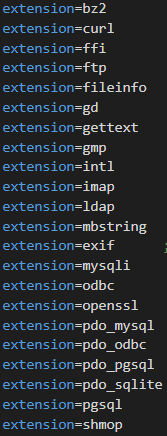 extension=bz2
extension=curl
extension=ffi
extension=ftp
extension=fileinfo
extension=gd
extension=gettext
extension=gmp
extension=intl
extension=imap
extension=ldap
extension=mbstring
extension=exif
extension=mysqli
extension=odbc
extension=openssl
extension=pdo_mysql
extension=pdo_odbc
extension=pdo_pgsql
extension=pdo_sqlite
extension=pgsql
extension=shmop